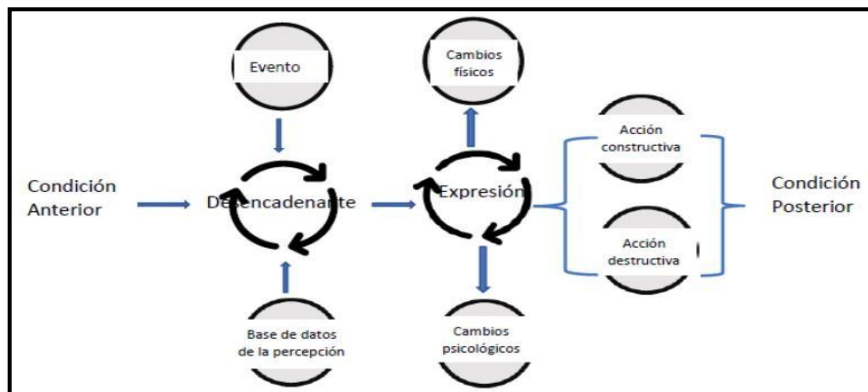 Evento
Cambios
físicos
Condición
Anterior
Desencadenante
Expresión
Acción
constructiva
Acción
destructiva
Condición
Posterior
Base de datos
de la percepción
Cambios
psicológicos